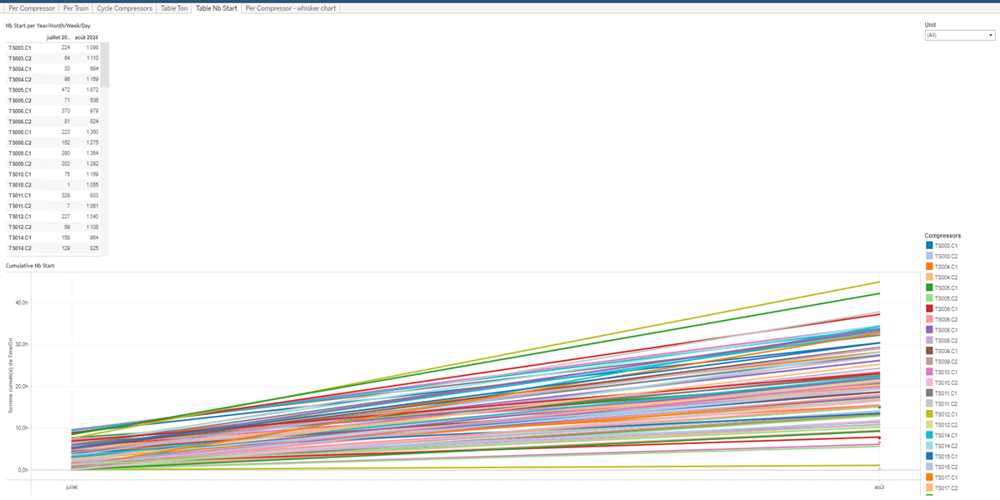 Per Compressor Per Train Cycle Compressors Table Ton Table Nb Start Per Compressor - whisker chart
Nb Start per Year/Month/Week/Day
juillet 20.. août 2024
TS003.C1 224 1 098
TS003.C2 64 1 110
TS004.C1 33 694
TS004.C2 96 1 159
TS005.C1 472 1 872
TS005.C2 71 536
TS006.C1 370 979
TS006.C2 81 824
TS008.C1 223 1 360
TS008.C2 152 1 275
TS009.C1 290 1 364
TS009.C2 202 1 292
TS010.C1 75 1 159
TS010.C2 1 1 055
TS011.C1 329 933
TS011.C2 7 1 061
TS012.C1 227 1 040
TS012.C2 69 1 108
TS014.C1 158 964
TS014.C2 129 825
Unit
(All)
Cumulative Nb Start
Somme cumulé(e) de TimeOn
40.0h
30.0h
20.0h
10.0h
0.0h
juillet août
Compressors
TS003.C1
TS003.C2
TS004.C1
TS004.C2
TS005.C1
TS005.C2
TS006.C1
TS006.C2
TS008.C1
TS008.C2
TS009.C1
TS009.C2
TS010.C1
TS010.C2
TS011.C1
TS011.C2
TS012.C1
TS012.C2
TS014.C1
TS014.C2
TS015.C1
TS015.C2
TS017.C1
TS017.C2